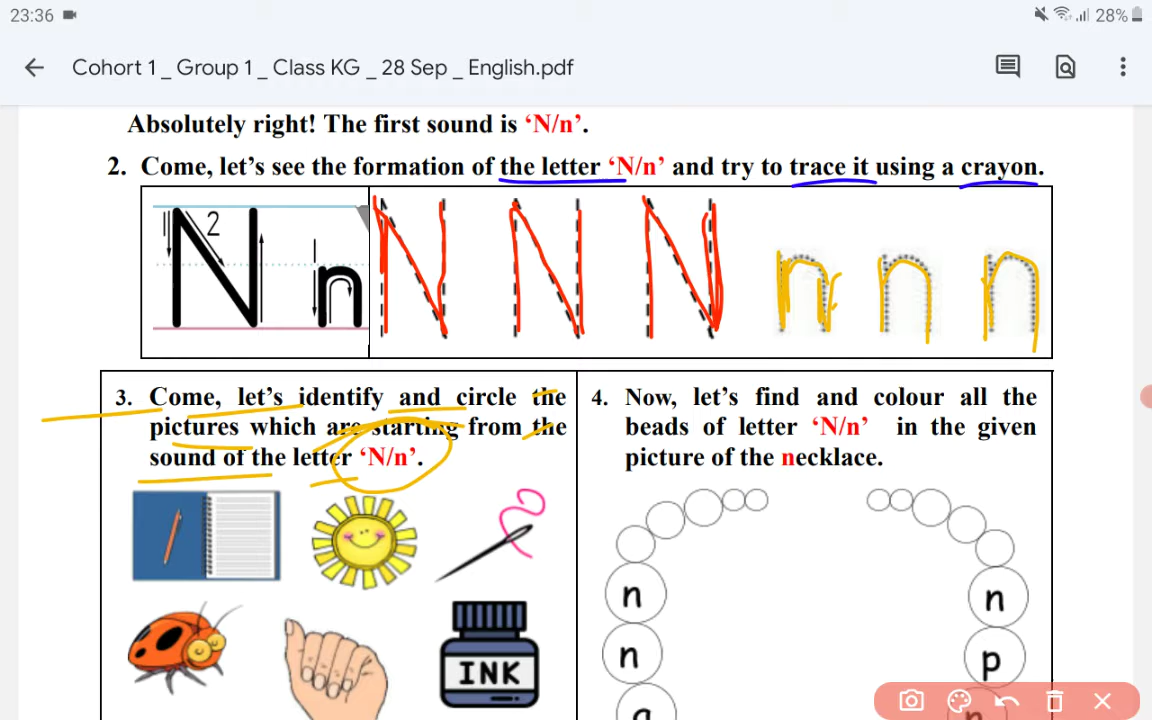 23:36
28%
Cohort 1 _ Group 1 _ Class KG _ 28 Sep _ English.pdf
Absolutely right! The first sound is ‘N/n’.
2. Come, let’s see the formation of the letter ‘N/n’ and try to trace it using a crayon.
1 2 N n N N N n n n
3. Come, let’s identify and circle the
pictures which are starting from the
sound of the letter ‘N/n’.
INK
4. Now, let’s find and colour all the
beads of letter ‘N/n’ in the given
picture of the necklace.
n n
n p